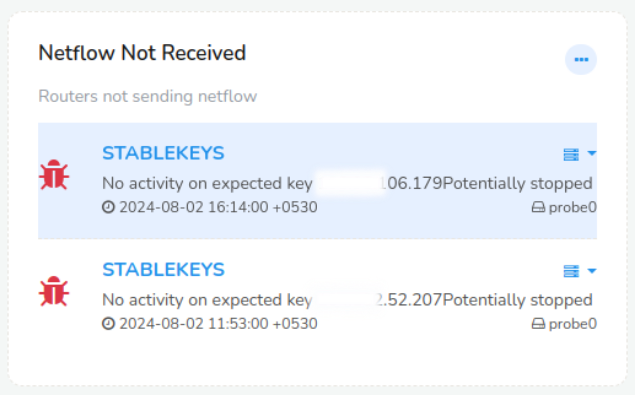 Netflow Not Received
Routers not sending netflow
STABLEKEYS
No activity on expected key .106.179Potentially stopped
2024-08-02 16:14:00 +0530 probe0
STABLEKEYS
No activity on expected key 2.52.207Potentially stopped
2024-08-02 11:53:00 +0530 probe0